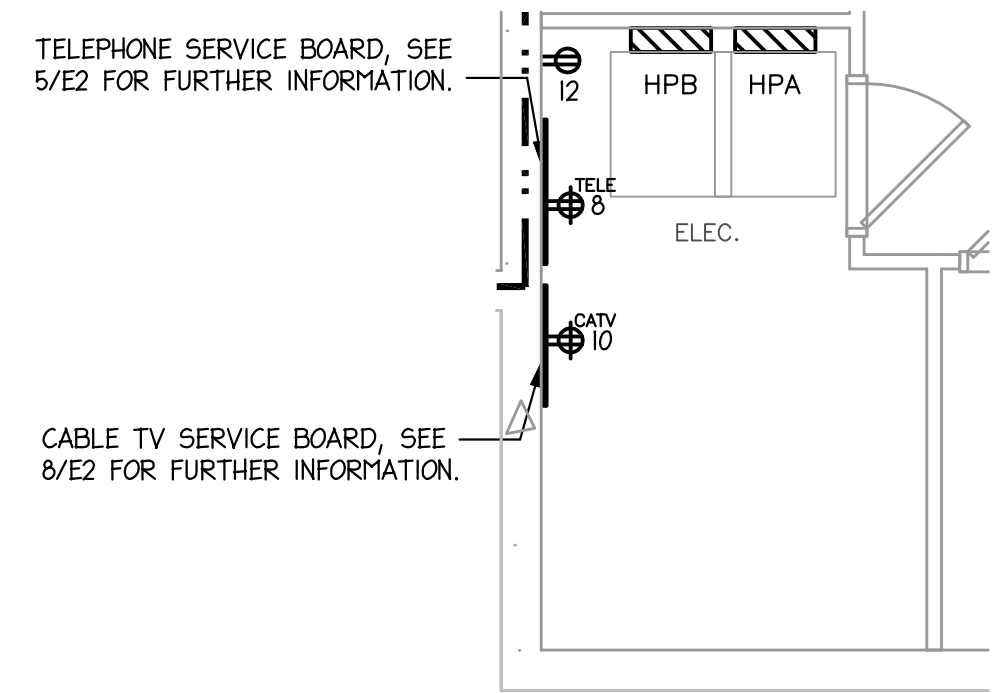 TELEPHONE SERVICE BOARD, SEE
5/E2 FOR FURTHER INFORMATION.
12
HPB
HPA
TELE
8
ELEC.
CATV
10
CABLE TV SERVICE BOARD, SEE
8/E2 FOR FURTHER INFORMATION.